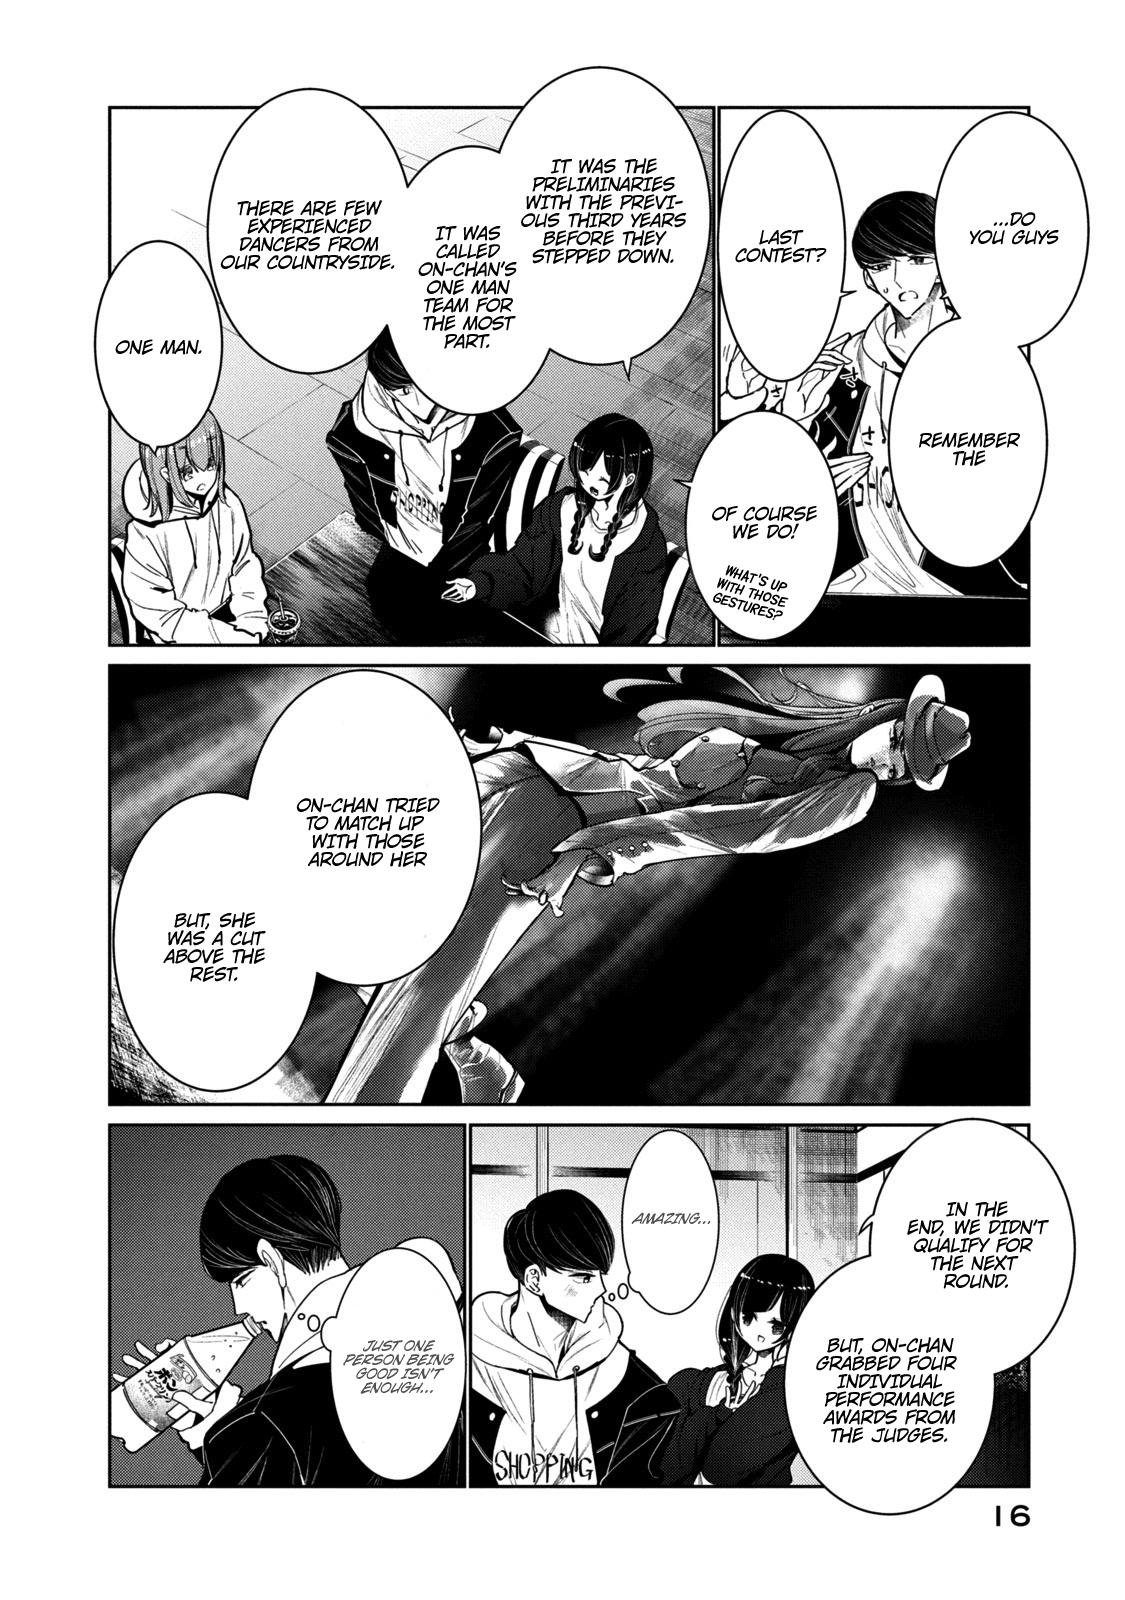 ...DO
YOU GUYS
REMEMBER
THE
LAST
CONTEST?
OF COURSE
WE DO!
WHAT'S UP
WITH THOSE
GESTURES?
IT WAS THE
PRELIMINARIES
WITH THE PREVI-
OUS THIRD YEARS
BEFORE THEY
STEPPED DOWN.
IT WAS
CALLED
ON-CHAN'S
ONE MAN
TEAM FOR
THE MOST
PART.
THERE ARE FEW
EXPERIENCED
DANCERS FROM
OUR COUNTRYSIDE.
ONE MAN.
SHOPPING
ON-CHAN TRIED
TO MATCH UP
WITH THOSE
AROUND HER
BUT, SHE
WAS A CUT
ABOVE THE
REST.
IN THE
END, WE DIDN'T
QUALIFY FOR
THE NEXT
ROUND.
BUT, ON-CHAN
GRABBED FOUR
INDIVIDUAL
PERFORMANCE
AWARDS FROM
THE JUDGES.
AMAZING...
SHOPPING
JUST ONE
PERSON BEING
GOOD ISN'T
ENOUGH...
16